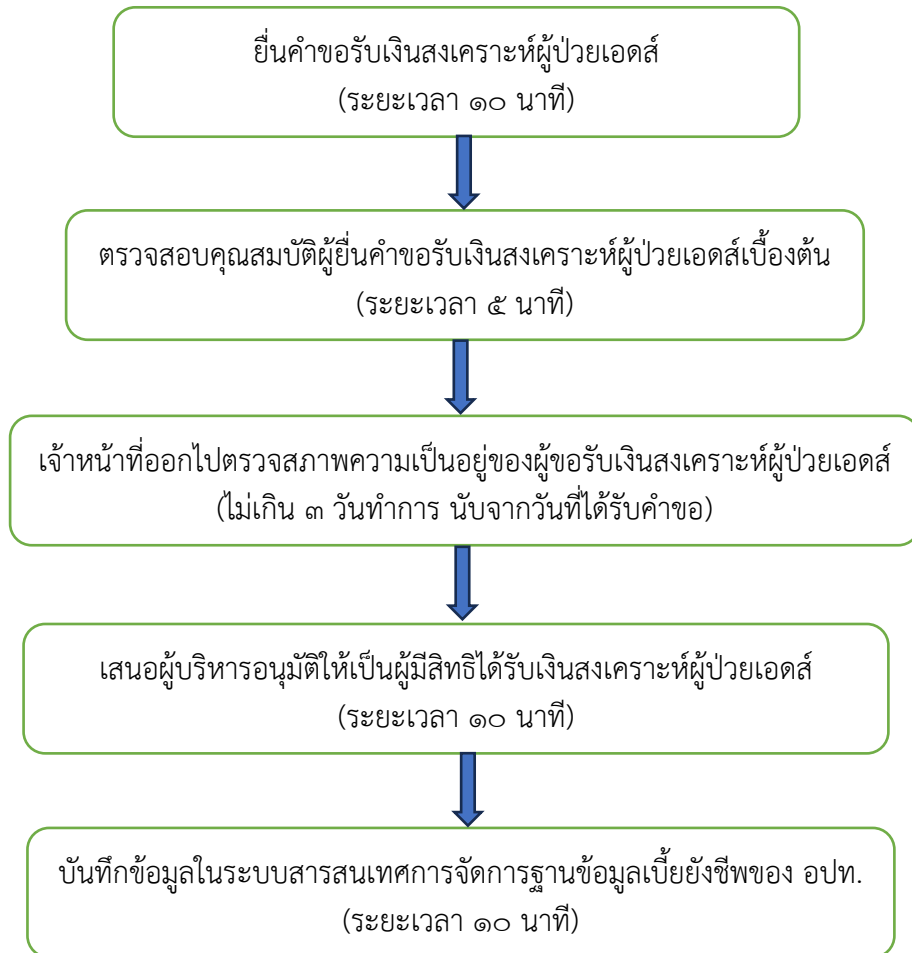 ยื่นคำขอรับเงินสงเคราะห์ผู้ป่วยเอดส์
(ระยะเวลา ๑๐ นาที)
ตรวจสอบคุณสมบัติผู้ยื่นคำขอรับเงินสงเคราะห์ผู้ป่วยเอดส์เบื้องต้น
(ระยะเวลา ๕ นาที)
เจ้าหน้าที่ออกไปตรวจสภาพความเป็นอยู่ของผู้ขอรับเงินสงเคราะห์ผู้ป่วยเอดส์
(ไม่เกิน ๓ วันทำการ นับจากวันที่ได้รับคำขอ)
เสนอผู้บริหารอนุมัติให้เป็นผู้มีสิทธิได้รับเงินสงเคราะห์ผู้ป่วยเอดส์
(ระยะเวลา ๑๐ นาที)
บันทึกข้อมูลในระบบสารสนเทศการจัดการฐานข้อมูลเบี้ยยังชีพของ อปท.
(ระยะเวลา ๑๐ นาที)